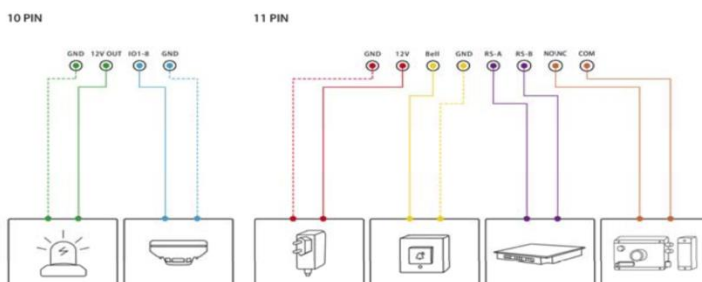 10 PIN
11 PIN
GND 12V OUT IO1-8 GND
GND 12V Bell GND RS-A RS-B NO\NC COM